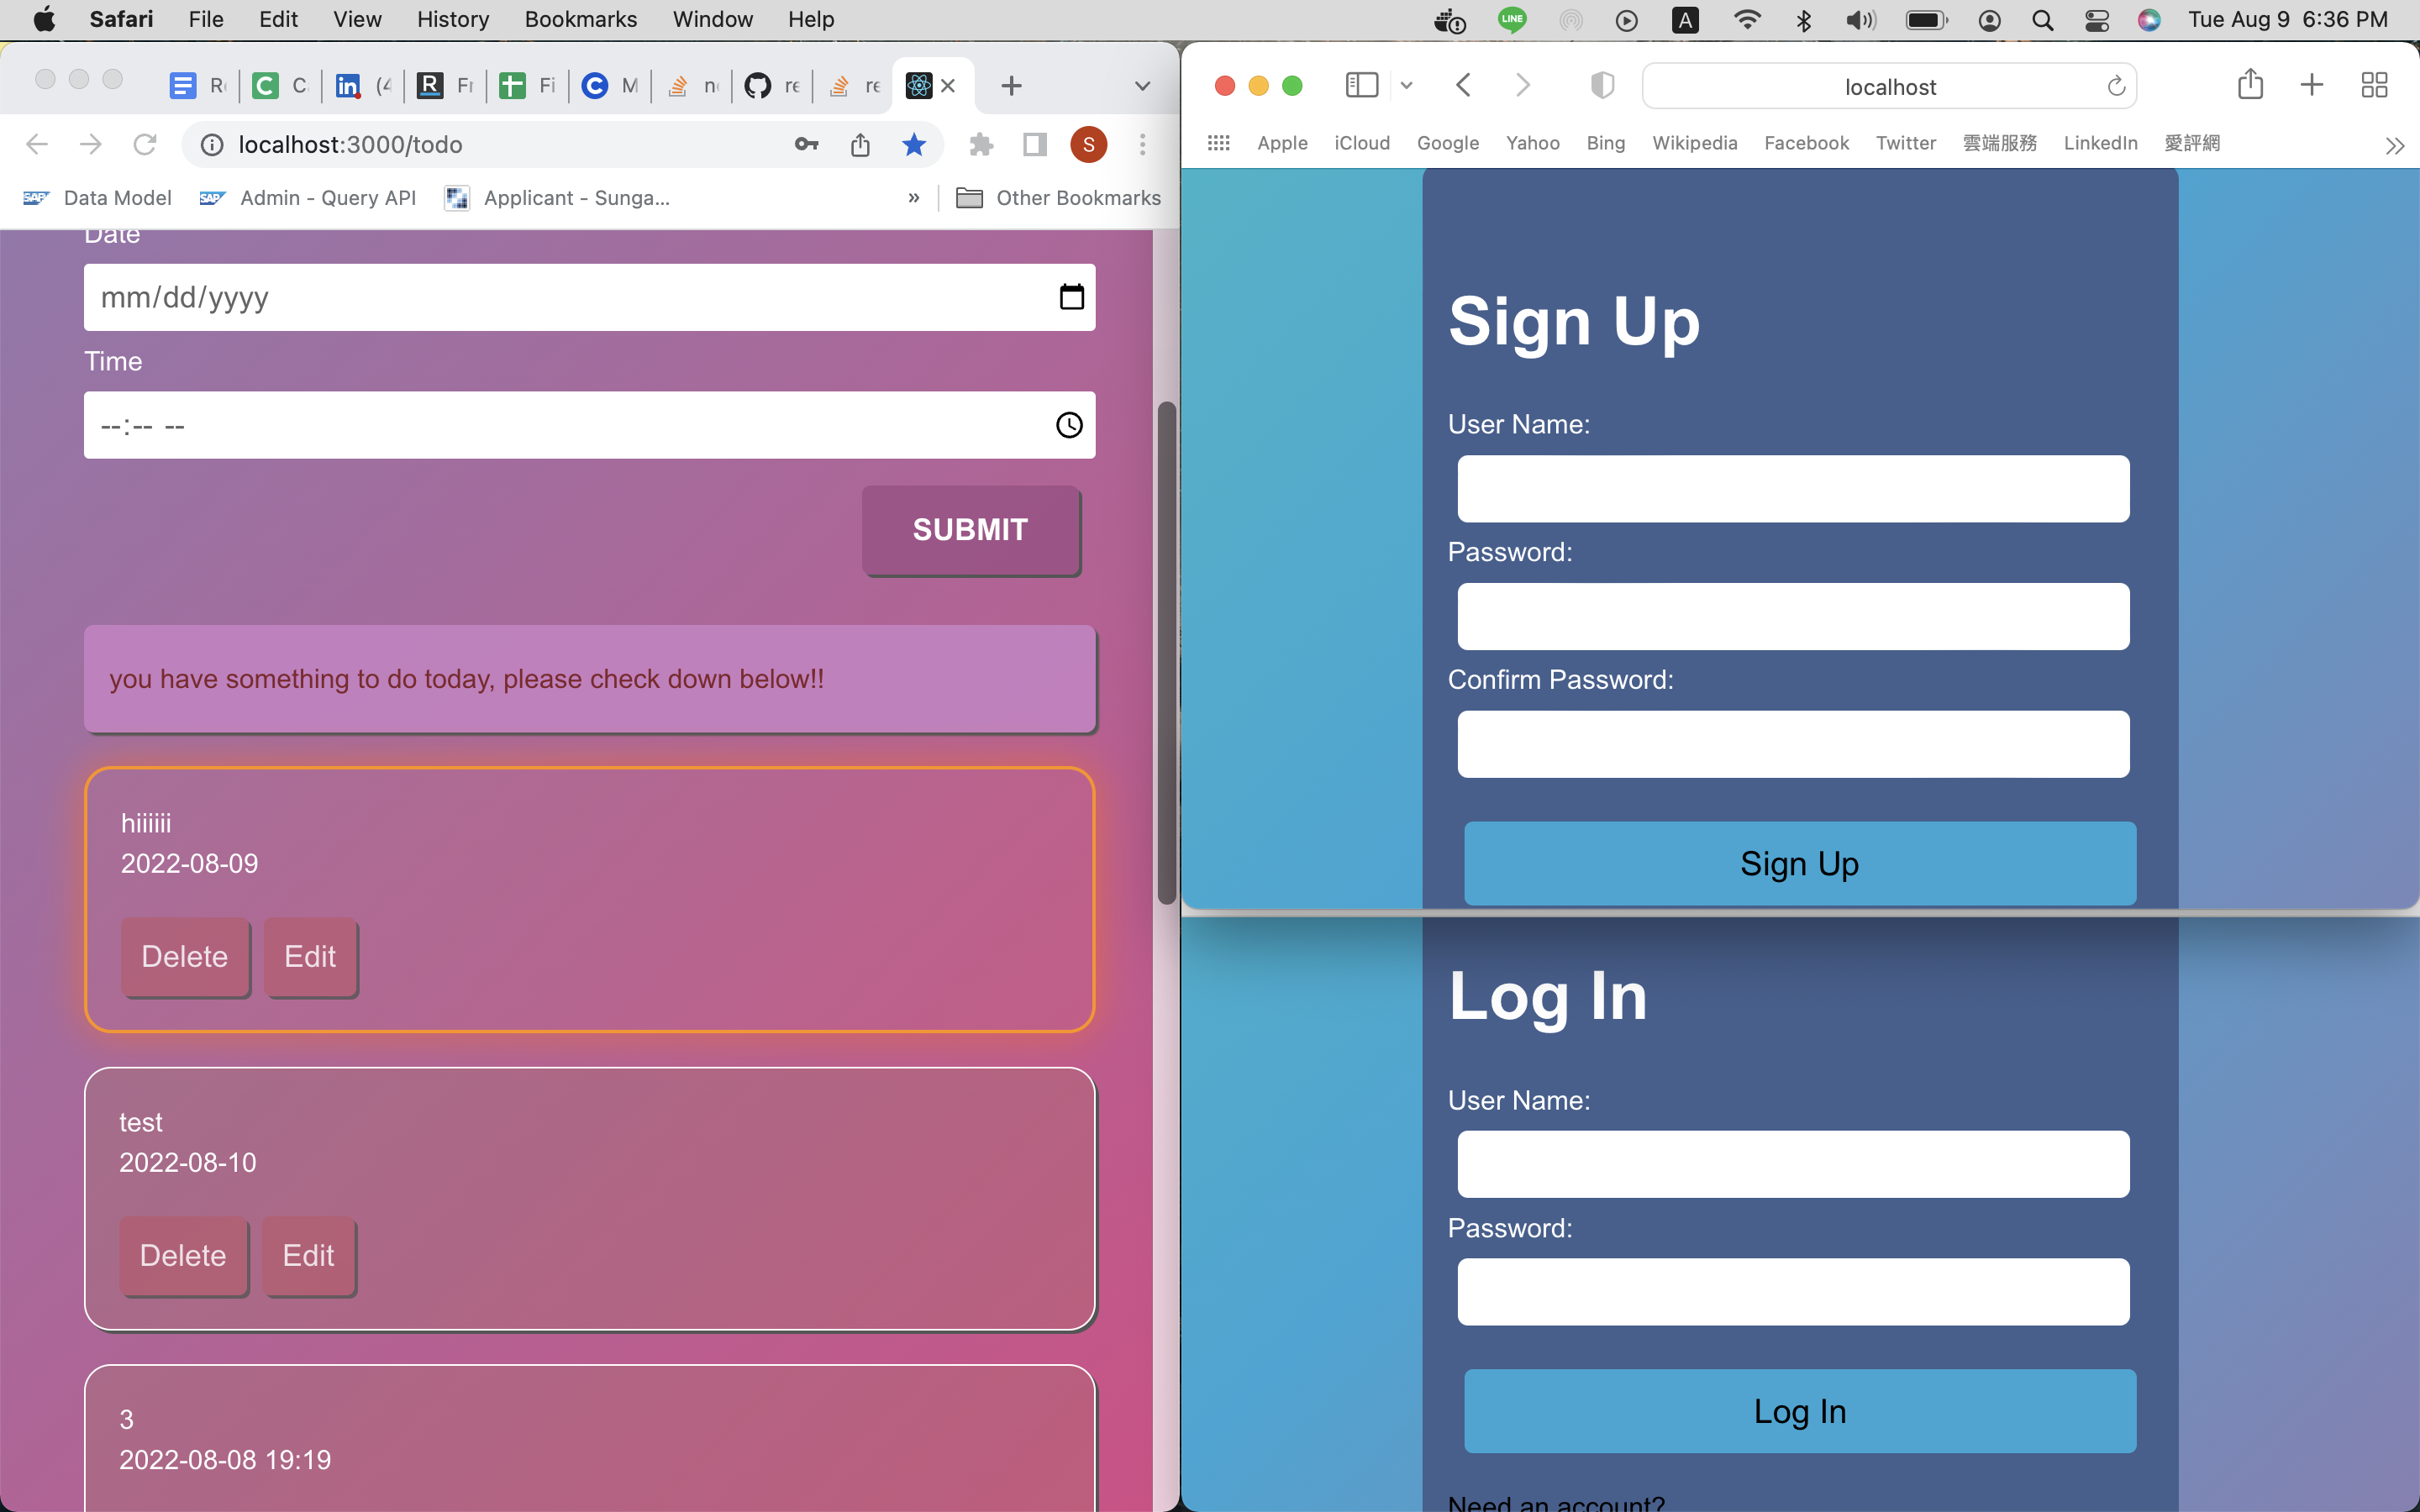 Safari File Edit View History Bookmarks Window Help
LINE A Tue Aug 9 6:36 PM
localhost:3000/todo
S
Data Model Admin - Query API Applicant - Sunga... » Other Bookmarks
Date
mm/dd/yyyy
Time
--:-- --
SUBMIT
you have something to do today, please check down below!!
hiiiiii
2022-08-09
Delete Edit
test
2022-08-10
Delete Edit
3
2022-08-08 19:19
localhost
Apple iCloud Google Yahoo Bing Wikipedia Facebook Twitter 雲端服務 LinkedIn 愛評網
Sign Up
User Name:
Password:
Confirm Password:
Sign Up
Log In
User Name:
Password:
Log In
Need an account?